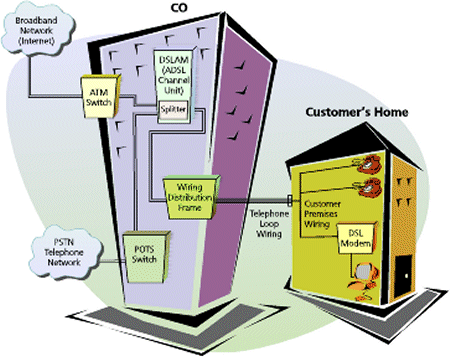 CO
Broadband
Network
(Internet)
DSLAM
(ADSL
Channel
Unit)
Splitter
ATM
Switch
Customer's Home
Wiring
Distribution
Frame
Telephone
Loop
Wiring
Customer
Premises
Wiring
DSL
Modem
PSTN
Telephone
Network
POTS
Switch